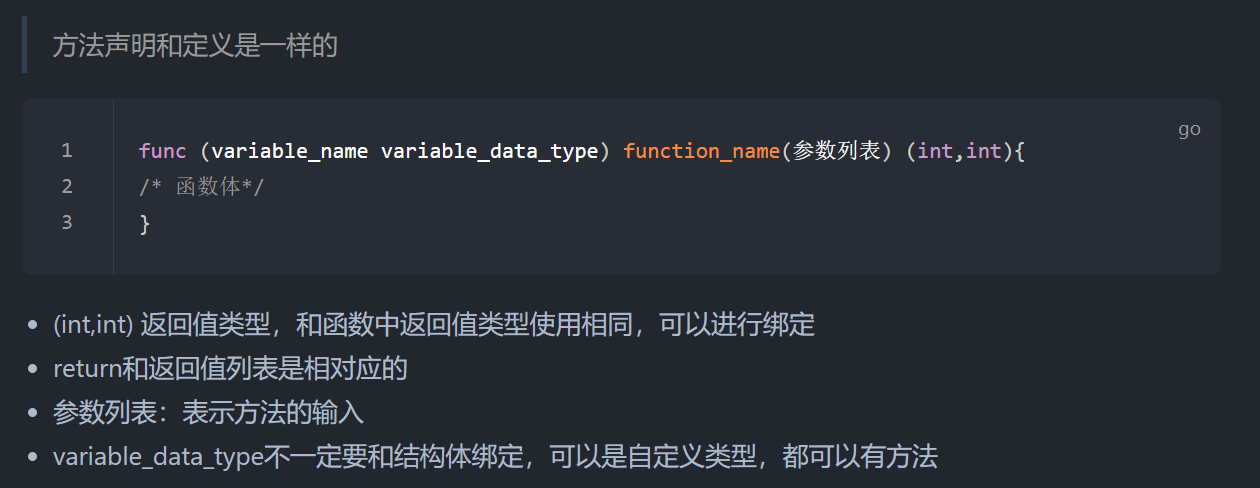 方法声明和定义是一样的
go
1 func (variable_name variable_data_type) function_name(参数列表) (int,int){
2 /* 函数体*/
3 }
(int,int) 返回值类型，和函数中返回值类型使用相同，可以进行绑定
return和返回值列表是相对应的
参数列表：表示方法的输入
variable_data_type不一定要和结构体绑定，可以是自定义类型，都可以有方法